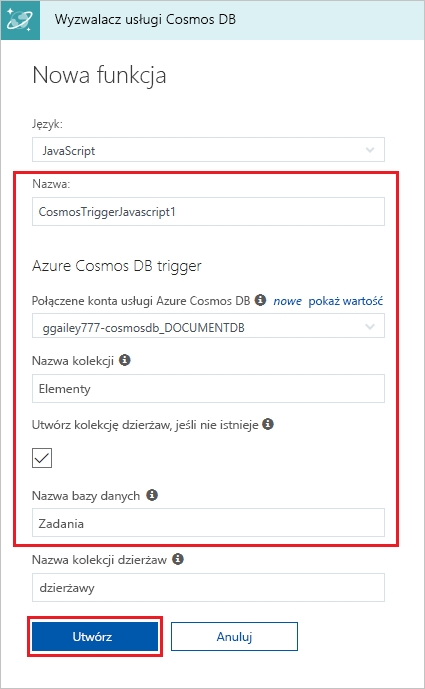 Wyzwalacz usługi Cosmos DB
Nowa funkcja
Język:
JavaScript
Nazwa:
CosmosTriggerJavascript1
Azure Cosmos DB trigger
Połączene konta usługi Azure Cosmos DB nowe pokaż wartość
ggailey777-cosmosdb_DOCUMENTDB
Nazwa kolekcji
Elementy
Utwórz kolekcję dzierżaw, jeśli nie istnieje
Nazwa bazy danych
Zadania
Nazwa kolekcji dzierżaw
dzierżawy
Utwórz Anuluj